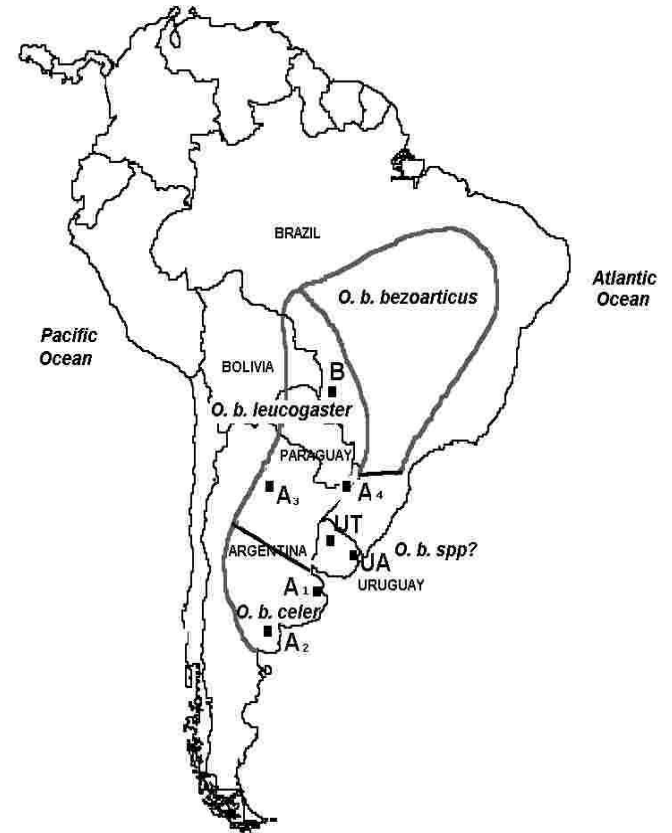 BRAZIL
O. b. bezoarticus
Atlantic
Ocean
Pacific
Ocean
BOLIVIA
B
O. b. leucogaster
PARAGUAY
A3
A4
UT
ARGENTINA
UA
O. b. spp?
URUGUAY
A1
O. b. celer
A2